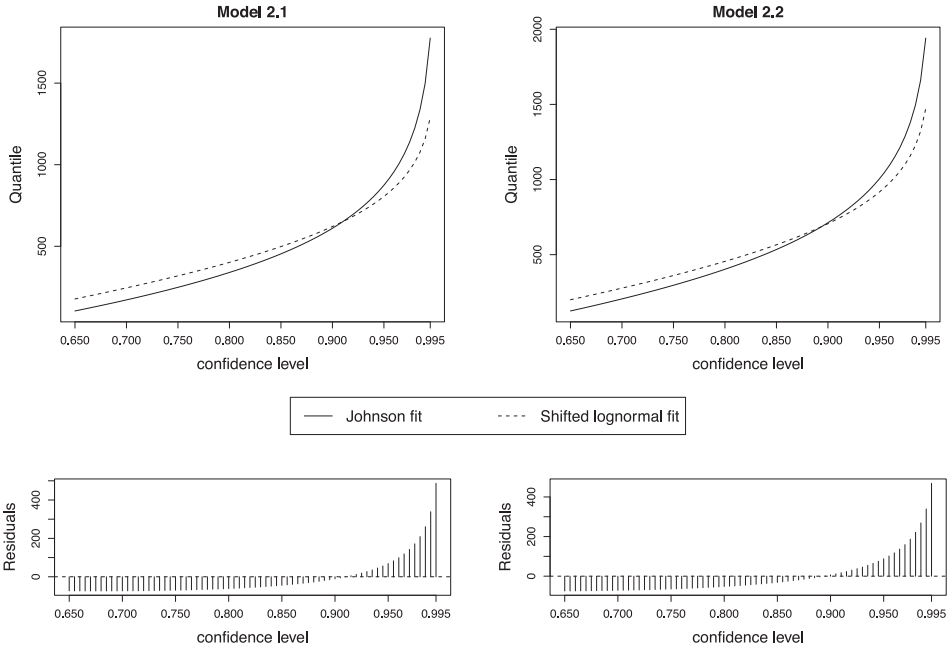 Model 2.1
Quantile
1500
1000
500
0.650 0.700 0.750 0.800 0.850 0.900 0.950 0.995
confidence level
Model 2.2
Quantile
2000
1500
1000
500
0.650 0.700 0.750 0.800 0.850 0.900 0.950 0.995
confidence level
Johnson fit
Shifted lognormal fit
Residuals
400
200
0
0.650 0.700 0.750 0.800 0.850 0.900 0.950 0.995
confidence level
Residuals
400
200
0
0.650 0.700 0.750 0.800 0.850 0.900 0.950 0.995
confidence level